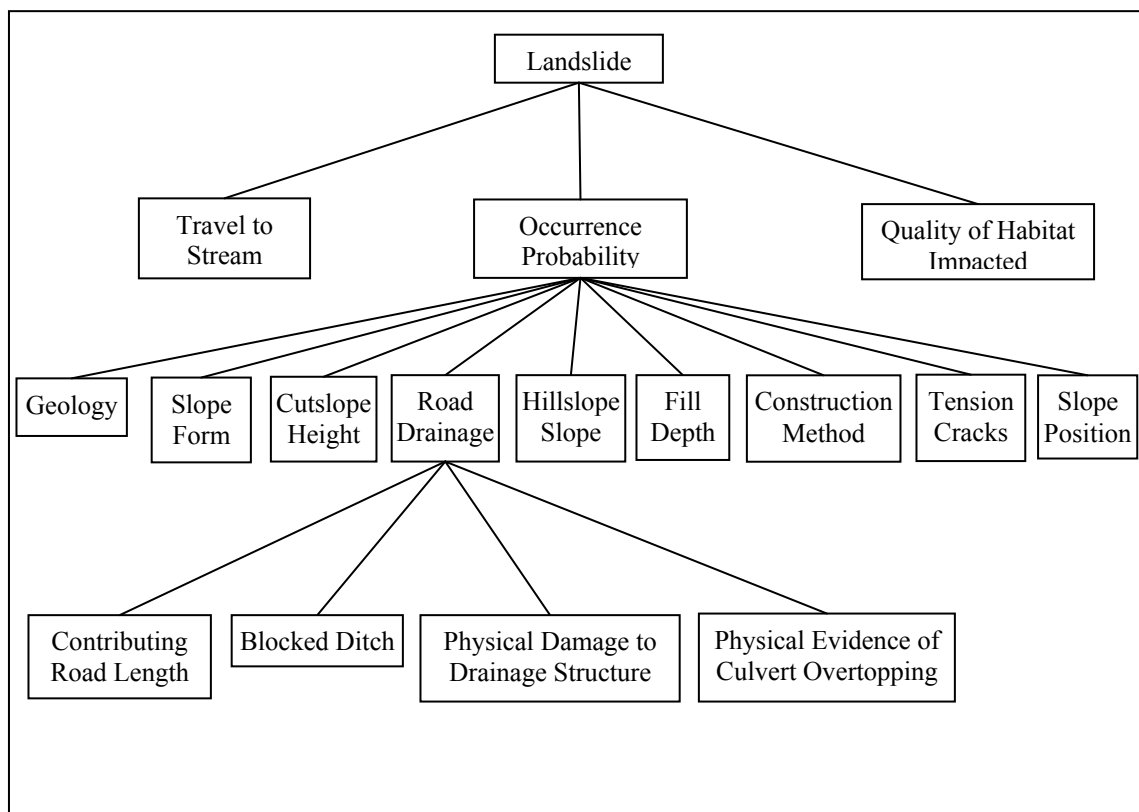 Landslide
Travel to
Stream
Occurrence
Probability
Quality of Habitat
Impacted
Geology
Slope
Form
Cutslope
Height
Road
Drainage
Hillslope
Slope
Fill
Depth
Construction
Method
Tension
Cracks
Slope
Position
Contributing
Road Length
Blocked Ditch
Physical Damage to
Drainage Structure
Physical Evidence of
Culvert Overtopping